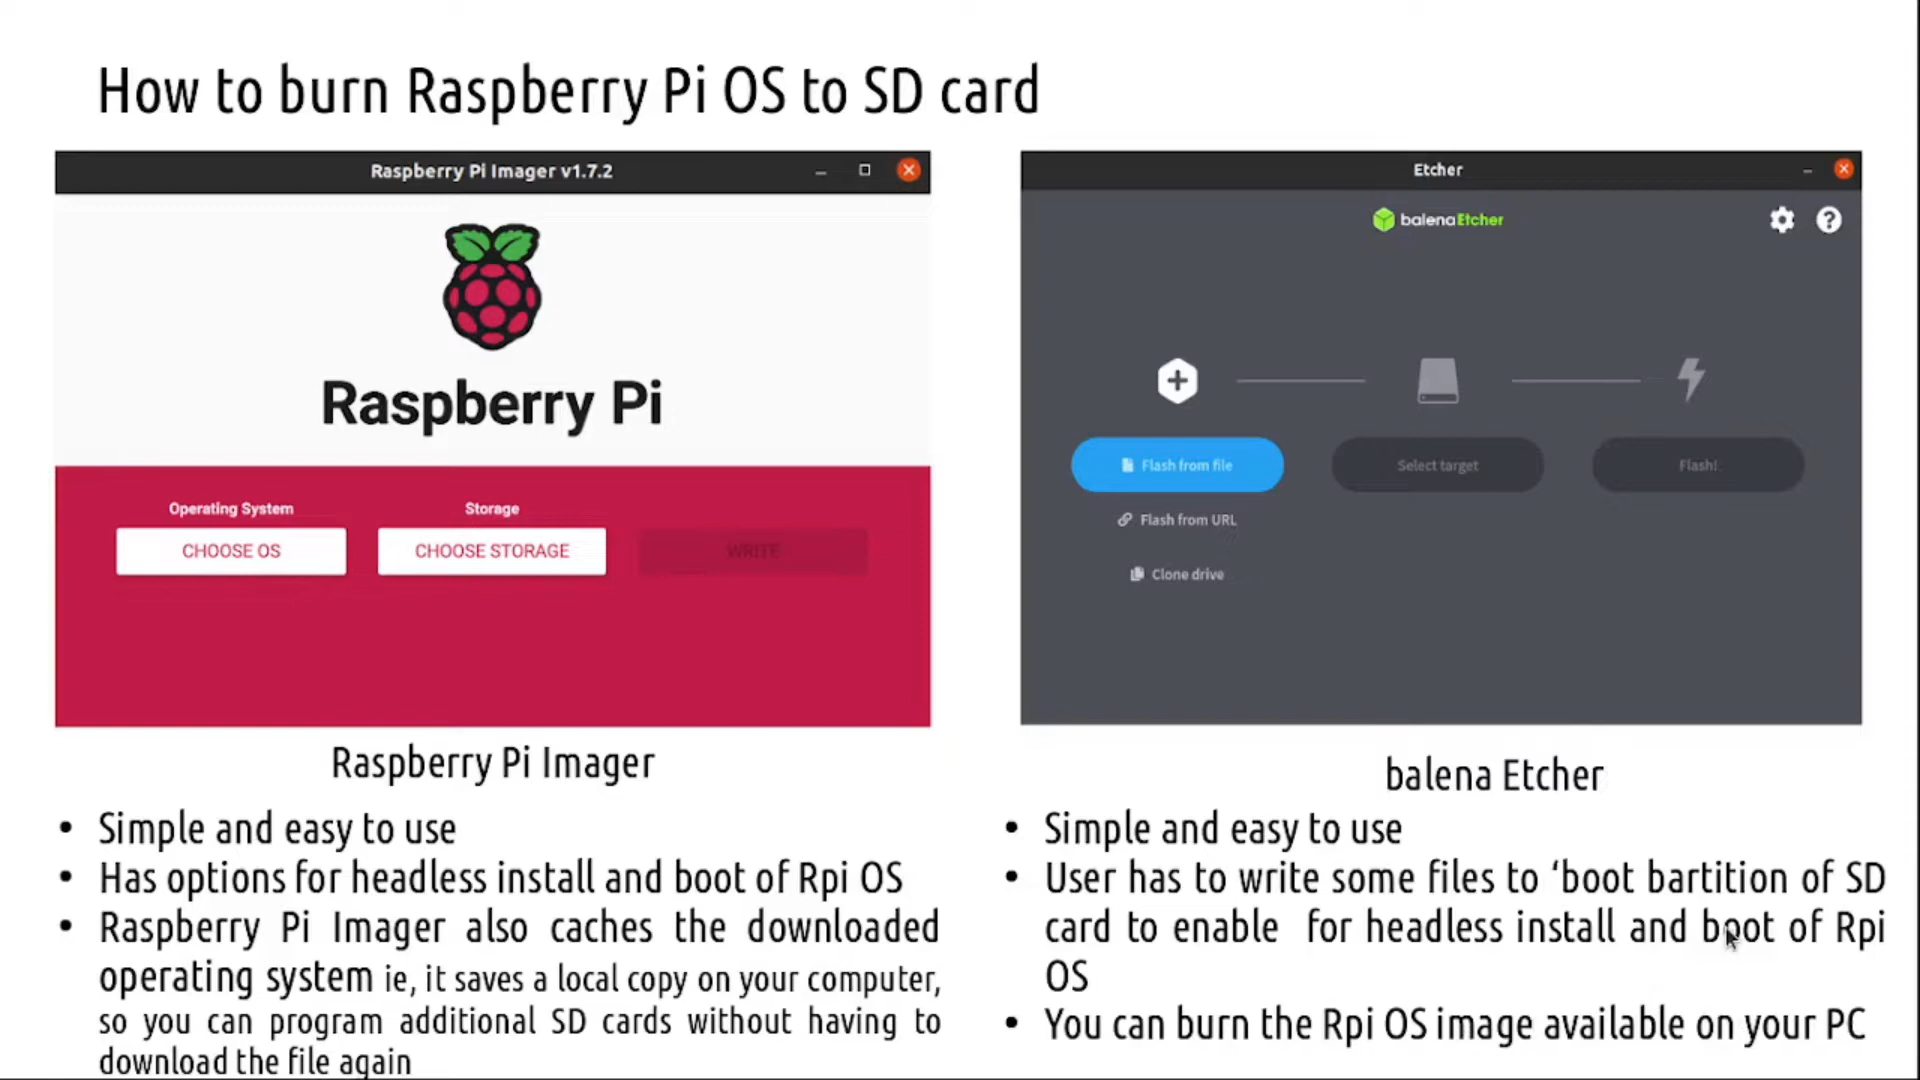 How to burn Raspberry Pi OS to SD card
Raspberry Pi Imager v1.7.2
Raspberry Pi
Operating System
Storage
CHOOSE OS
CHOOSE STORAGE
WRITE
Raspberry Pi Imager
• Simple and easy to use
• Has options for headless install and boot of Rpi OS
• Raspberry Pi Imager also caches the downloaded
operating system ie, it saves a local copy on your computer,
so you can program additional SD cards without having to
download the file again
Etcher
balenaEtcher
Flash from file
Select target
Flash!
Flash from URL
Clone drive
balena Etcher
• Simple and easy to use
• User has to write some files to ‘boot bartition of SD
card to enable for headless install and boot of Rpi
OS
• You can burn the Rpi OS image available on your PC